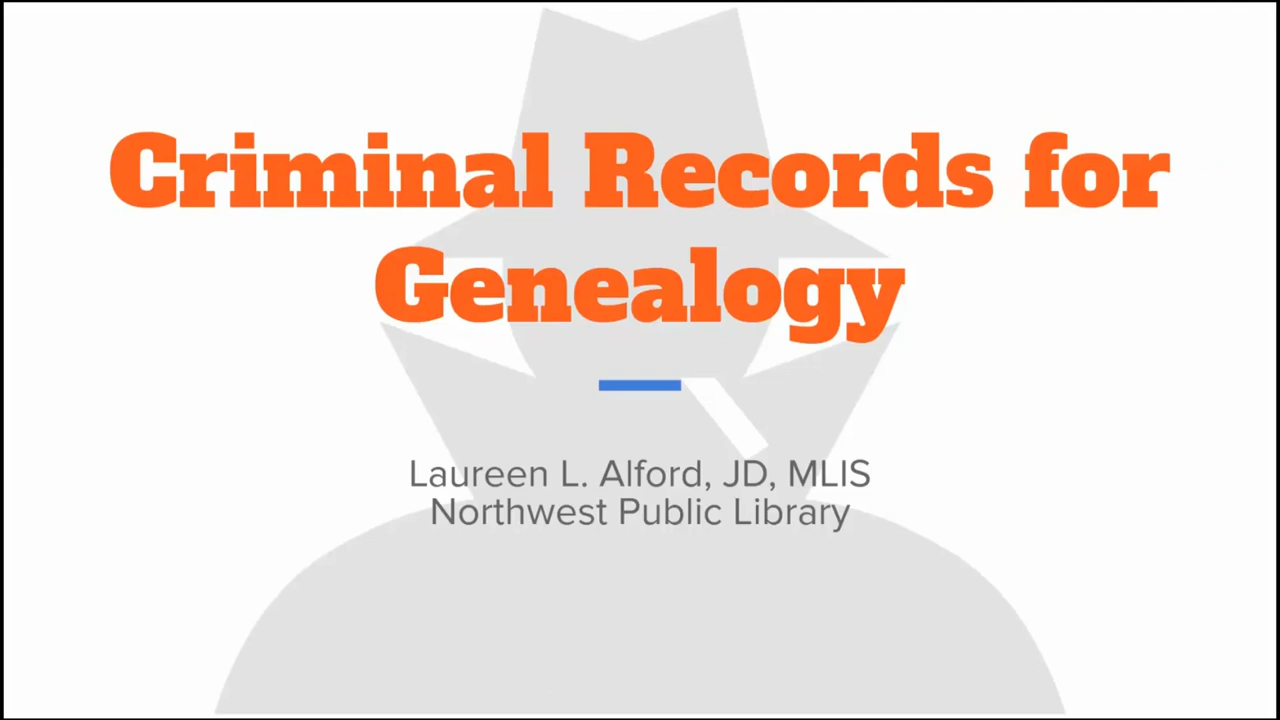 Criminal Records for
Genealogy
Laureen L. Alford, JD, MLIS
Northwest Public Library